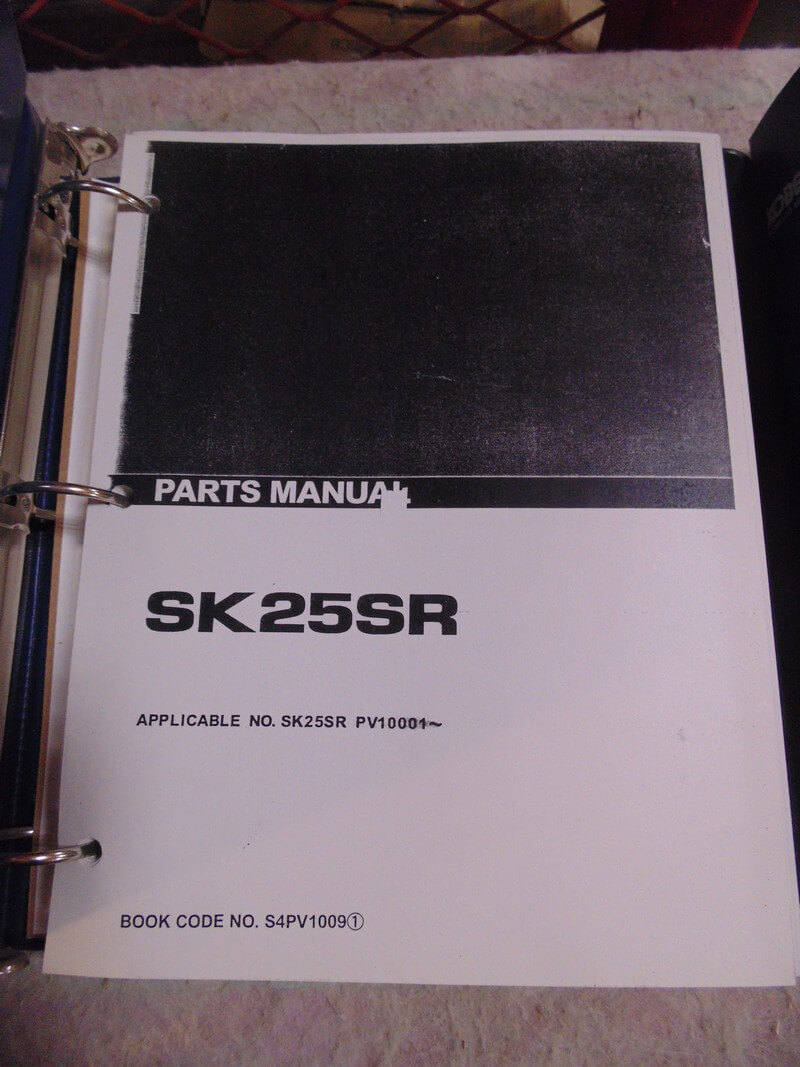 PARTS MANUAL
SK25SR
APPLICABLE NO. SK25SR PV10001~
BOOK CODE NO. S4PV1009①